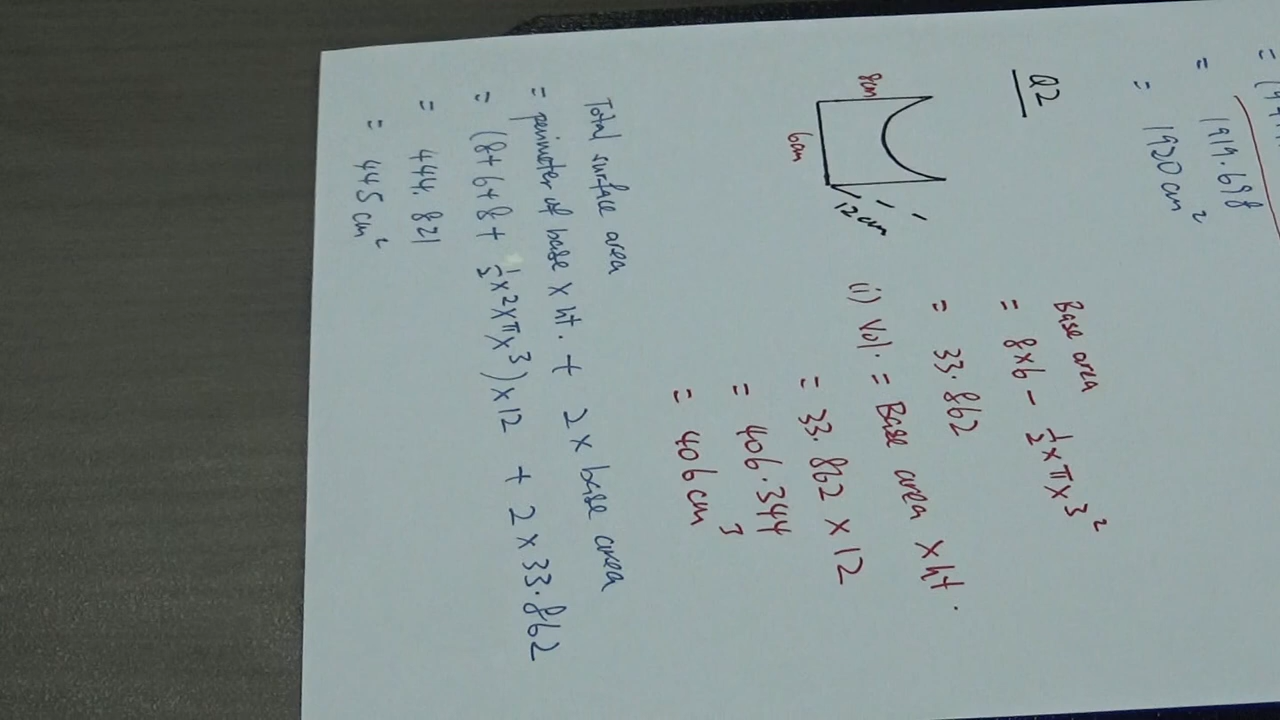 = 1919.698
= 1920 cm²
Q2
8cm
6cm
12 cm
Base area
= 8×6 - 1/2 × π × 3²
= 33.862
(i) Vol. = Base area × ht.
= 33.862 × 12
= 406.344
= 406 cm³
Total surface area
= perimeter of base × ht. + 2 × base area
= (8+6+8+ 1/2 ×2×π×3) ×12 + 2 × 33.862
= 444.821
= 445 cm²